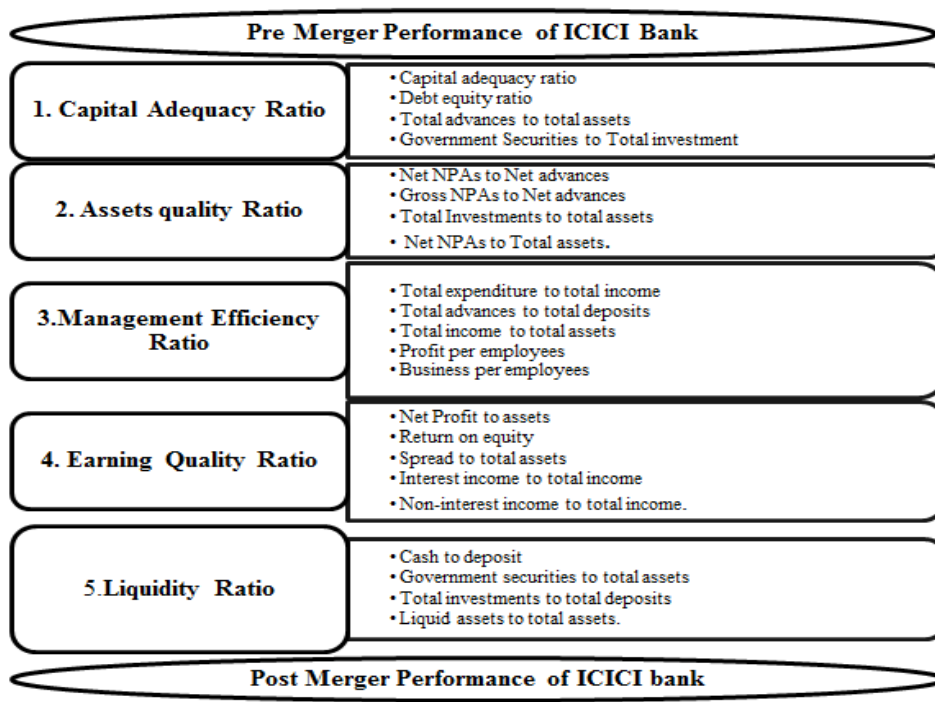 Pre Merger Performance of ICICI Bank
1. Capital Adequacy Ratio
• Capital adequacy ratio
• Debt equity ratio
• Total advances to total assets
• Government Securities to Total investment
2. Assets quality Ratio
• Net NPAs to Net advances
• Gross NPAs to Net advances
• Total Investments to total assets
• Net NPAs to Total assets.
3.Management Efficiency
Ratio
• Total expenditure to total income
• Total advances to total deposits
• Total income to total assets
• Profit per employees
• Business per employees
4. Earning Quality Ratio
• Net Profit to assets
• Return on equity
• Spread to total assets
• Interest income to total income
• Non-interest income to total income.
5.Liquidity Ratio
• Cash to deposit
• Government securities to total assets
• Total investments to total deposits
• Liquid assets to total assets.
Post Merger Performance of ICICI bank